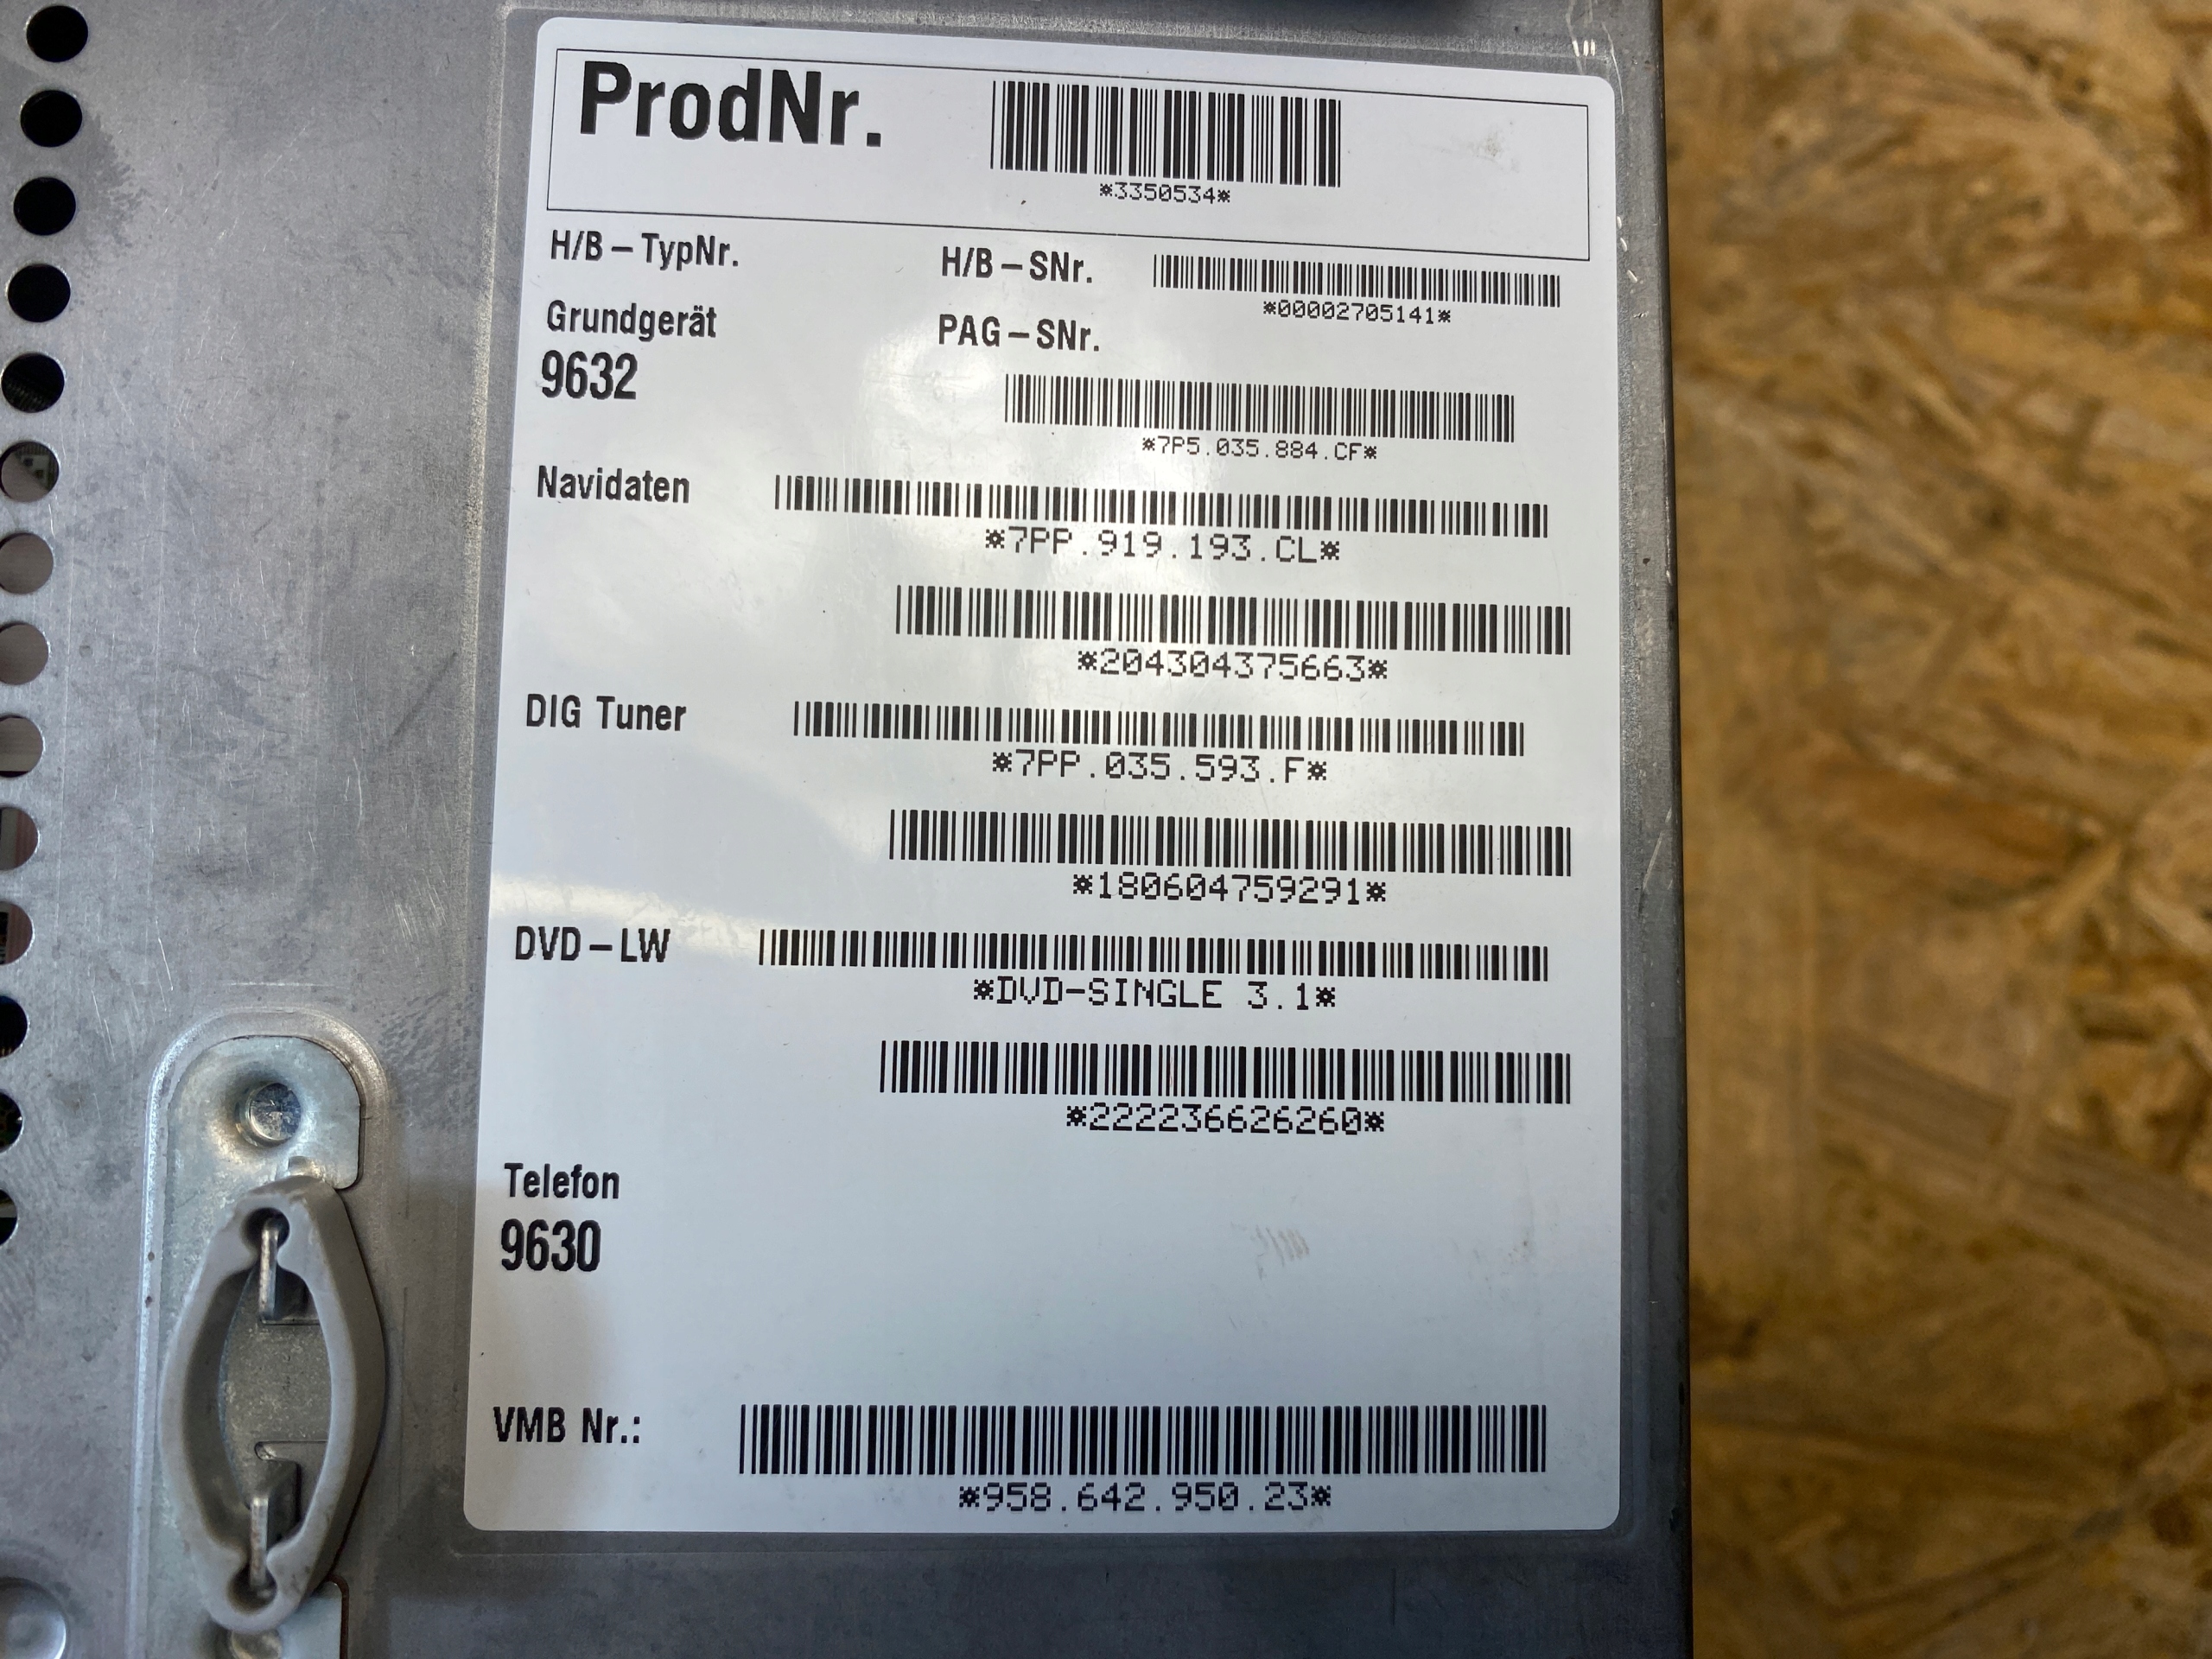 ProdNr.
*3350534*
H/B – TypNr.
H/B – SNr.
*00002705141*
Grundgerät
PAG – SNr.
9632
*7P5.035.884.CF*
Navidaten
*7PP.919.193.CL*
*204304375663*
DIG Tuner
*7PP.035.593.F*
*180604759291*
DVD – LW
*DVD-SINGLE 3.1*
*222236626260*
Telefon
9630
VMB Nr.:
*958.642.950.23*